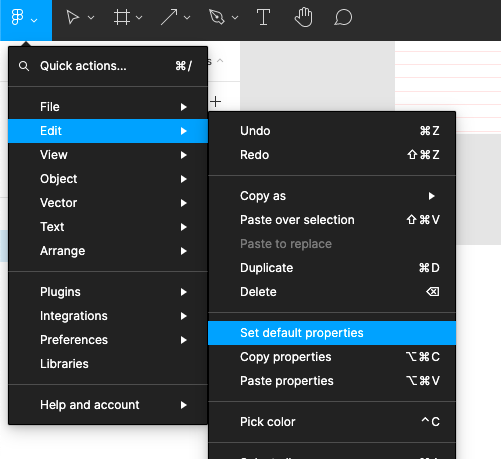 Quick actions... ⌘/
File
Edit
View
Object
Vector
Text
Arrange
Plugins
Integrations
Preferences
Libraries
Help and account
Undo ⌘Z
Redo ⇧⌘Z
Copy as
Paste over selection ⇧⌘V
Paste to replace
Duplicate ⌘D
Delete ⌫
Set default properties
Copy properties ⌥⌘C
Paste properties ⌥⌘V
Pick color ^C